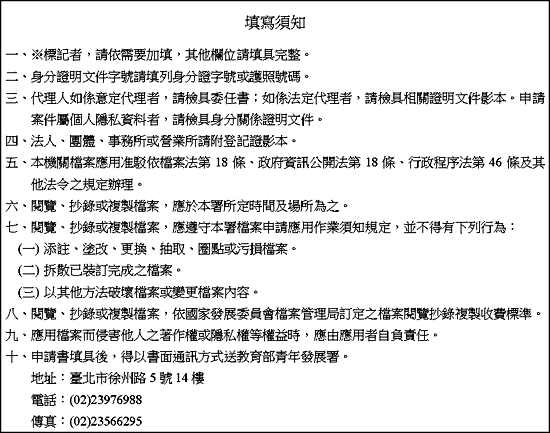 填寫須知
一、※標記者，請依需要加填，其他欄位請填具完整。
二、身分證明文件字號請填列身分證字號或護照號碼。
三、代理人如係意定代理者，請檢具委任書；如係法定代理者，請檢具相關證明文件影本。申請
案件屬個人隱私資料者，請檢具身分關係證明文件。
四、法人、團體、事務所或營業所請附登記證影本。
五、本機關檔案應用准駁依檔案法第 18 條、政府資訊公開法第 18 條、行政程序法第 46 條及其
他法令之規定辦理。
六、閱覽、抄錄或複製檔案，應於本署所定時間及場所為之。
七、閱覽、抄錄或複製檔案，應遵守本署檔案申請應用作業須知規定，並不得有下列行為：
(一) 添註、塗改、更換、抽取、圈點或污損檔案。
(二) 拆散已裝訂完成之檔案。
(三) 以其他方法破壞檔案或變更檔案內容。
八、閱覽、抄錄或複製檔案，依國家發展委員會檔案管理局訂定之檔案閱覽抄錄複製收費標準。
九、應用檔案而侵害他人之著作權或隱私權等權益時，應由應用者自負責任。
十、申請書填具後，得以書面通訊方式送教育部青年發展署。
地址：臺北市徐州路 5 號 14 樓
電話：(02)23976988
傳真：(02)23566295